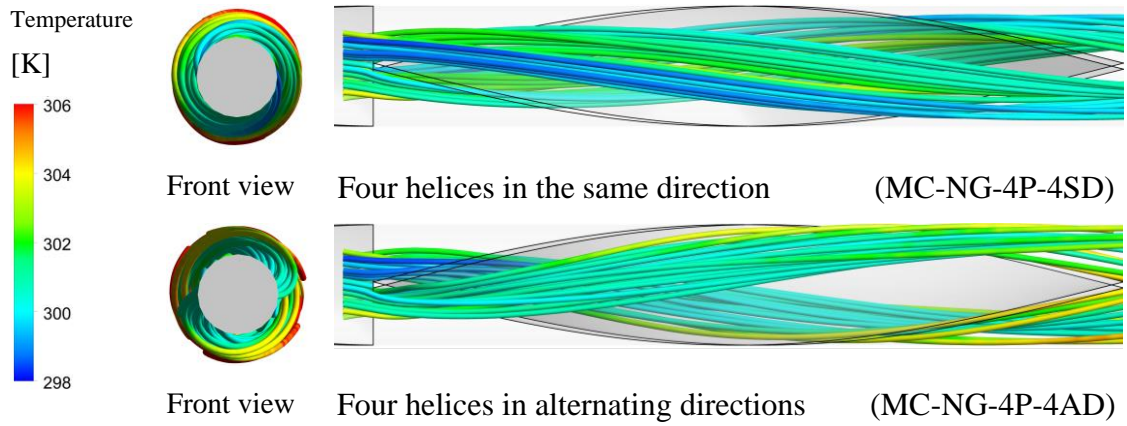 Temperature
[K]
306
304
302
300
298
Front view
Four helices in the same direction
(MC-NG-4P-4SD)
Front view
Four helices in alternating directions
(MC-NG-4P-4AD)